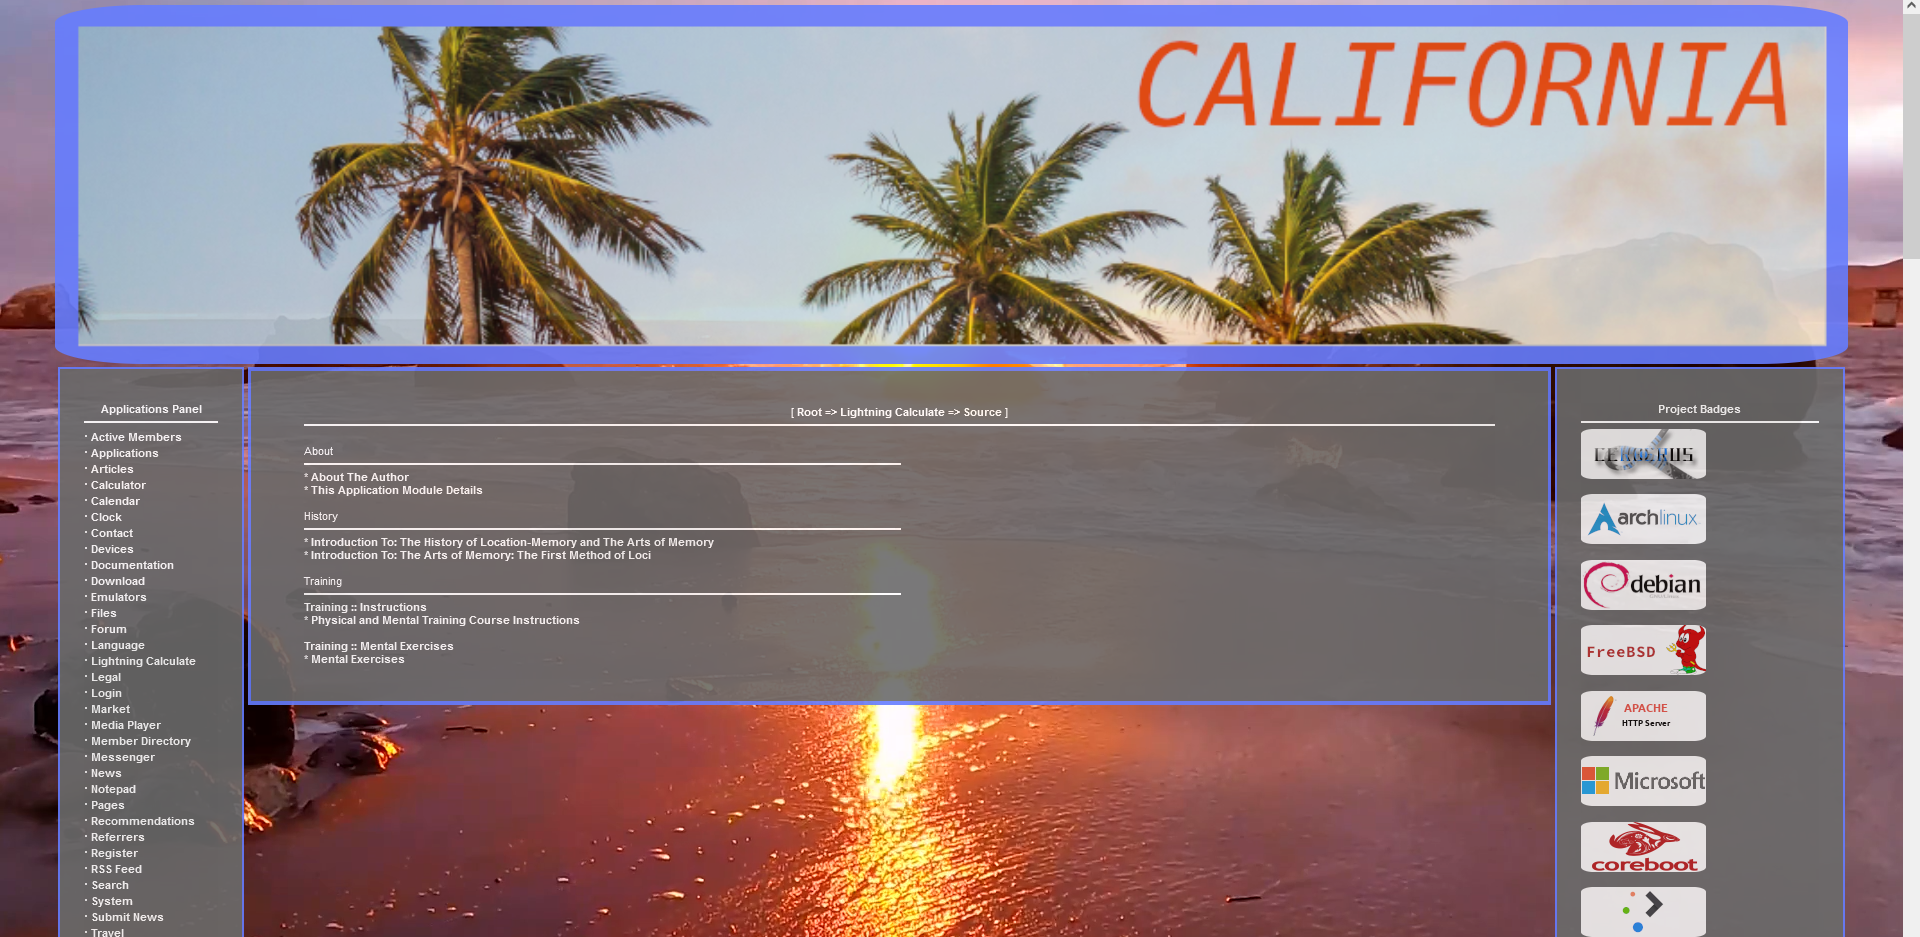 CALIFORNIA
Applications Panel
· Active Members
· Applications
· Articles
· Calculator
· Calendar
· Clock
· Contact
· Devices
· Documentation
· Download
· Emulators
· Files
· Forum
· Language
· Lightning Calculate
· Legal
· Login
· Market
· Media Player
· Member Directory
· Messenger
· News
· Notepad
· Pages
· Recommendations
· Referrers
· Register
· RSS Feed
· Search
· System
· Submit News
· Travel
[ Root => Lightning Calculate => Source ]
About
* About The Author
* This Application Module Details
History
* Introduction To: The History of Location-Memory and The Arts of Memory
* Introduction To: The Arts of Memory: The First Method of Loci
Training
Training :: Instructions
* Physical and Mental Training Course Instructions
Training :: Mental Exercises
* Mental Exercises
Project Badges
CERBERUS
archlinux
debian
FreeBSD
APACHE
HTTP Server
Microsoft
coreboot